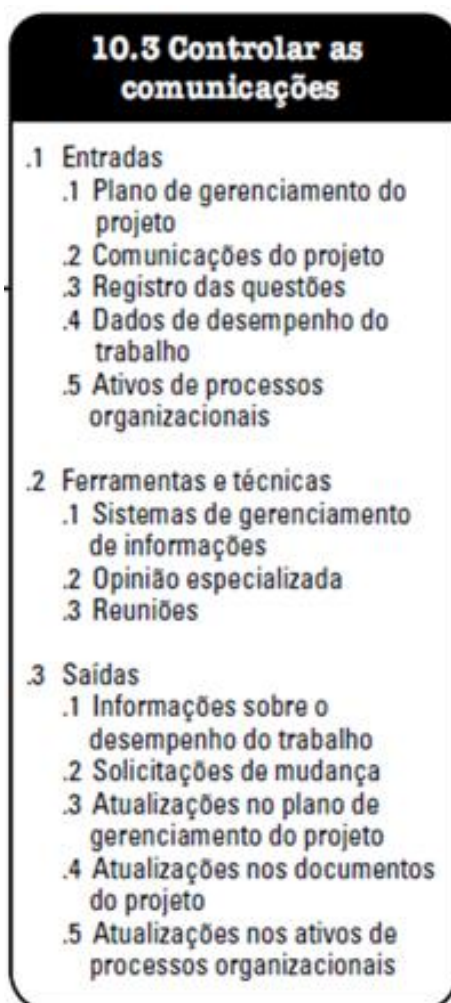 10.3 Controlar as
comunicações
.1 Entradas
.1 Plano de gerenciamento do
projeto
.2 Comunicações do projeto
.3 Registro das questões
.4 Dados de desempenho do
trabalho
.5 Ativos de processos
organizacionais
.2 Ferramentas e técnicas
.1 Sistemas de gerenciamento
de informações
.2 Opinião especializada
.3 Reuniões
.3 Saídas
.1 Informações sobre o
desempenho do trabalho
.2 Solicitações de mudança
.3 Atualizações no plano de
gerenciamento do projeto
.4 Atualizações nos documentos
do projeto
.5 Atualizações nos ativos de
processos organizacionais